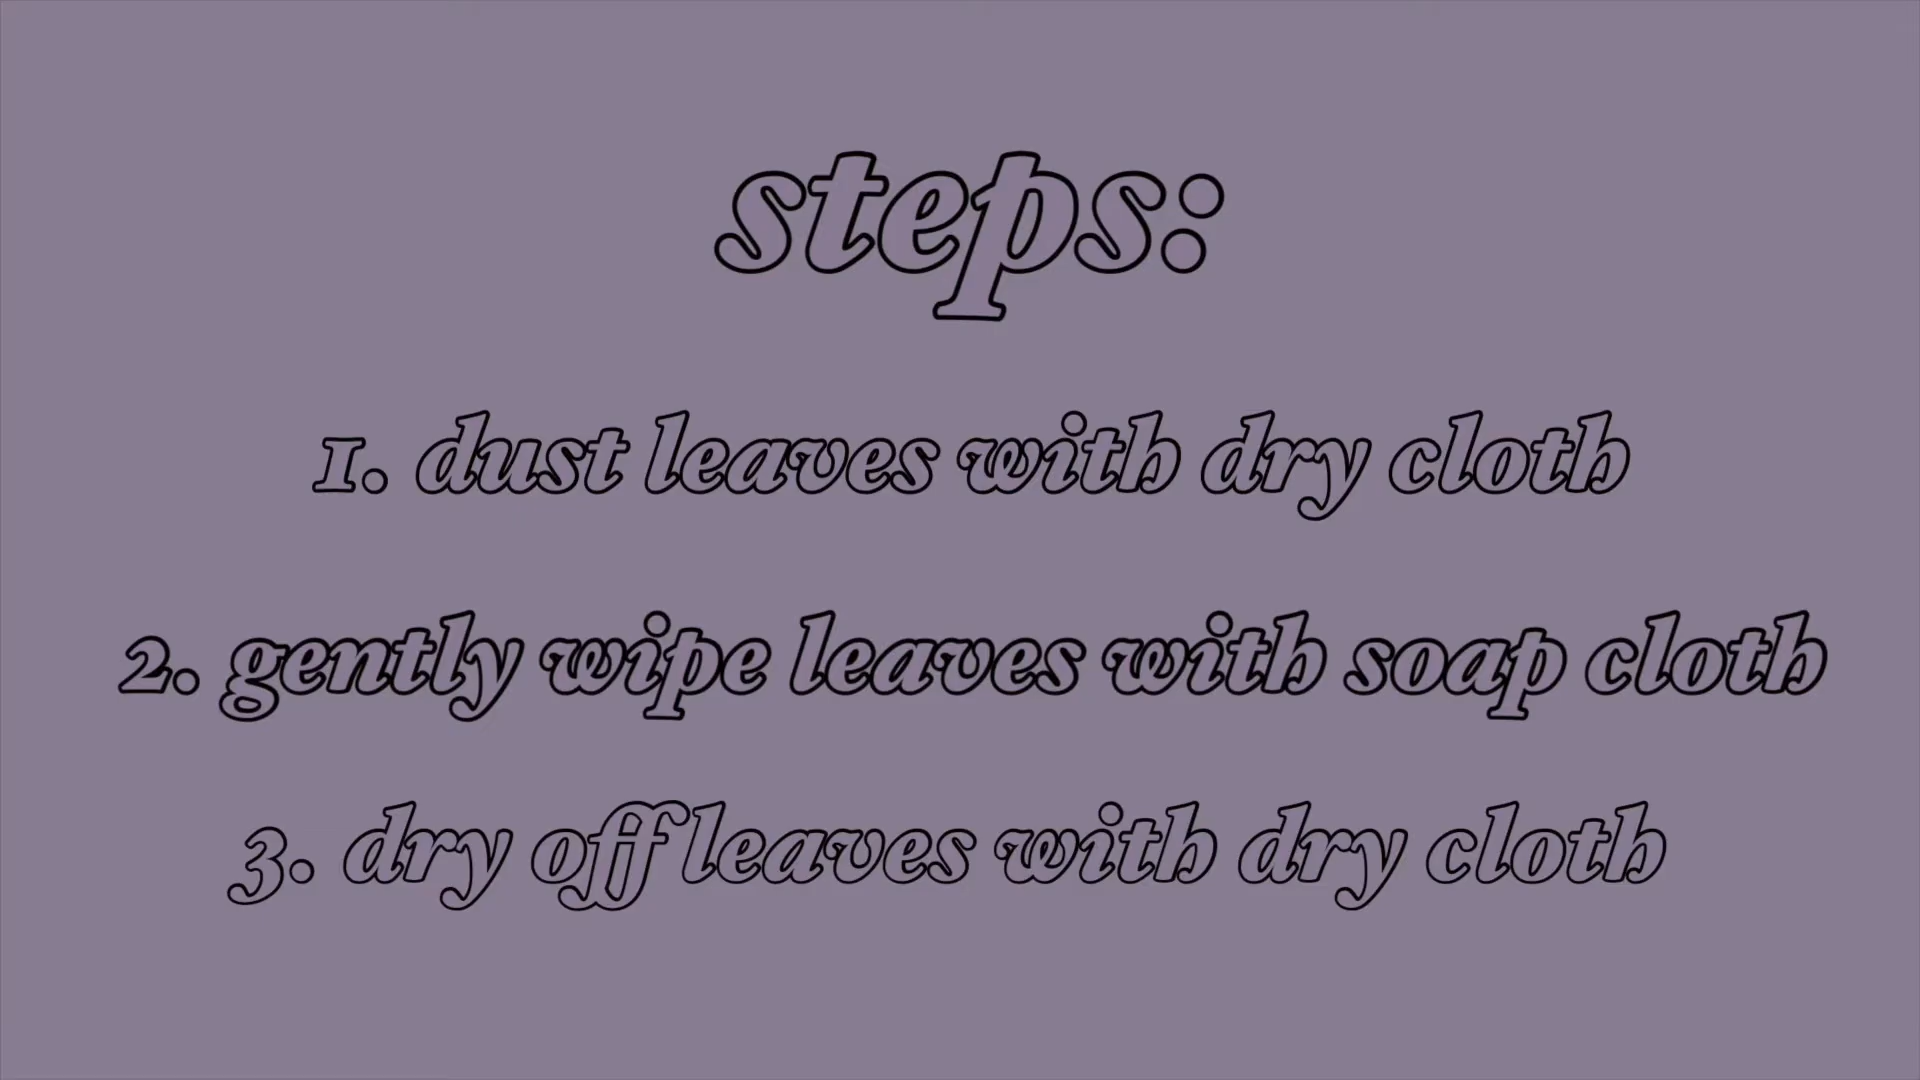 steps:
1. dust leaves with dry cloth
2. gently wipe leaves with soap cloth
3. dry off leaves with dry cloth